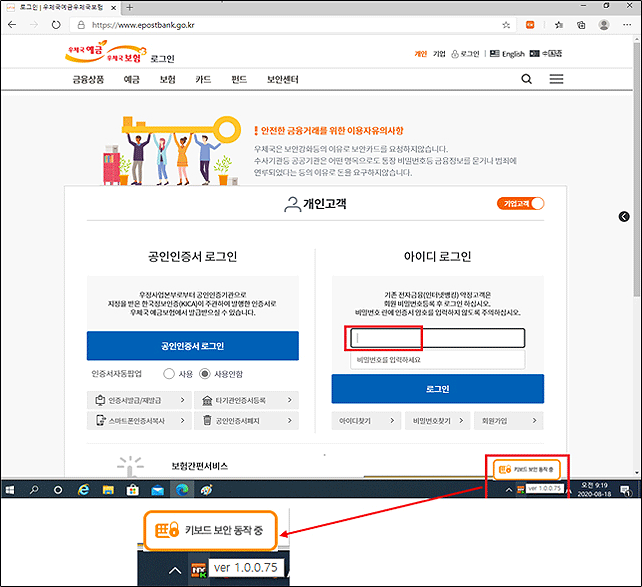 로그인 | 우체국예금우체국보험
https://www.epostbank.go.kr
우체국 예금
우체국 보험 로그인
개인 기업 로그인 English 中国语
금융상품 예금 보험 카드 펀드 보안센터
! 안전한 금융거래를 위한 이용자유의사항
우체국은 보안강화등의 이유로 보안카드를 요청하지않습니다.
수사기관등 공공기관은 어떤 명목으로도 통장 비밀번호등 금융정보를 묻거나 범죄에
연루되었다는 등의 이유로 돈을 요구하지않습니다.
개인고객
기업고객
공인인증서 로그인
우정사업본부로부터 공인인증기관으로
지정을 받은 한국정보인증(KICA)이 주관하여 발행한 인증서로
우체국 예금보험에서 발급받으실 수 있습니다.
공인인증서 로그인
인증서자동팝업 사용 사용안함
인증서발급/재발급
타기관인증서등록
스마트폰인증서복사
공인인증서폐지
아이디 로그인
기존 전자금융(인터넷뱅킹) 약정고객은
회원 비밀번호등록 후 로그인 하십시오.
비밀번호 란에 인증서 암호를 입력하지 않도록 주의하십시오.
비밀번호를 입력하세요
로그인
아이디찾기
비밀번호찾기
회원가입
보험간편서비스
키보드 보안 동작 중
ver 1.0.0.75
오전 9:19
2020-08-18
키보드 보안 동작 중
ver 1.0.0.75